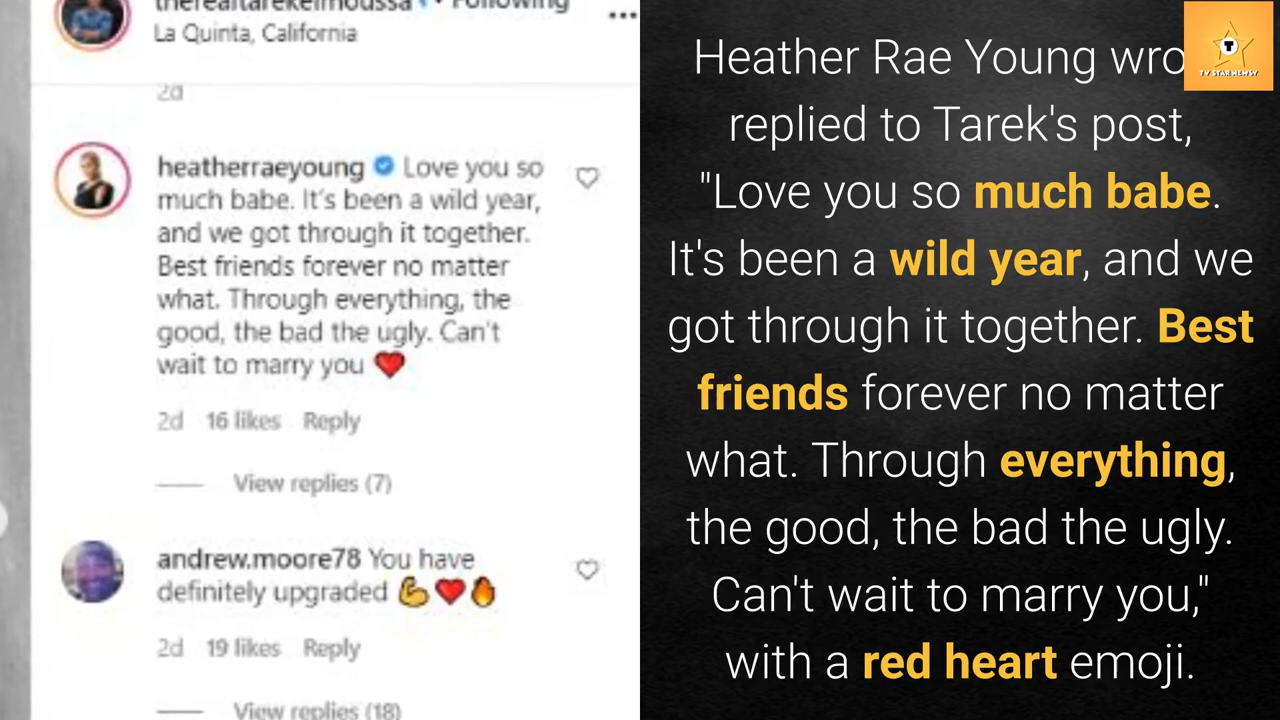 therealtarekelmoussa • Following
La Quinta, California
2d
heatherraeyoung Love you so
much babe. It's been a wild year,
and we got through it together.
Best friends forever no matter
what. Through everything, the
good, the bad the ugly. Can't
wait to marry you ❤️
2d 16 likes Reply
View replies (7)
andrew.moore78 You have
definitely upgraded 💪❤️🔥
2d 19 likes Reply
View replies (18)
Heather Rae Young wro
replied to Tarek's post,
"Love you so much babe.
It's been a wild year, and we
got through it together. Best
friends forever no matter
what. Through everything,
the good, the bad the ugly.
Can't wait to marry you,"
with a red heart emoji.
T
TV STAR NEWSY